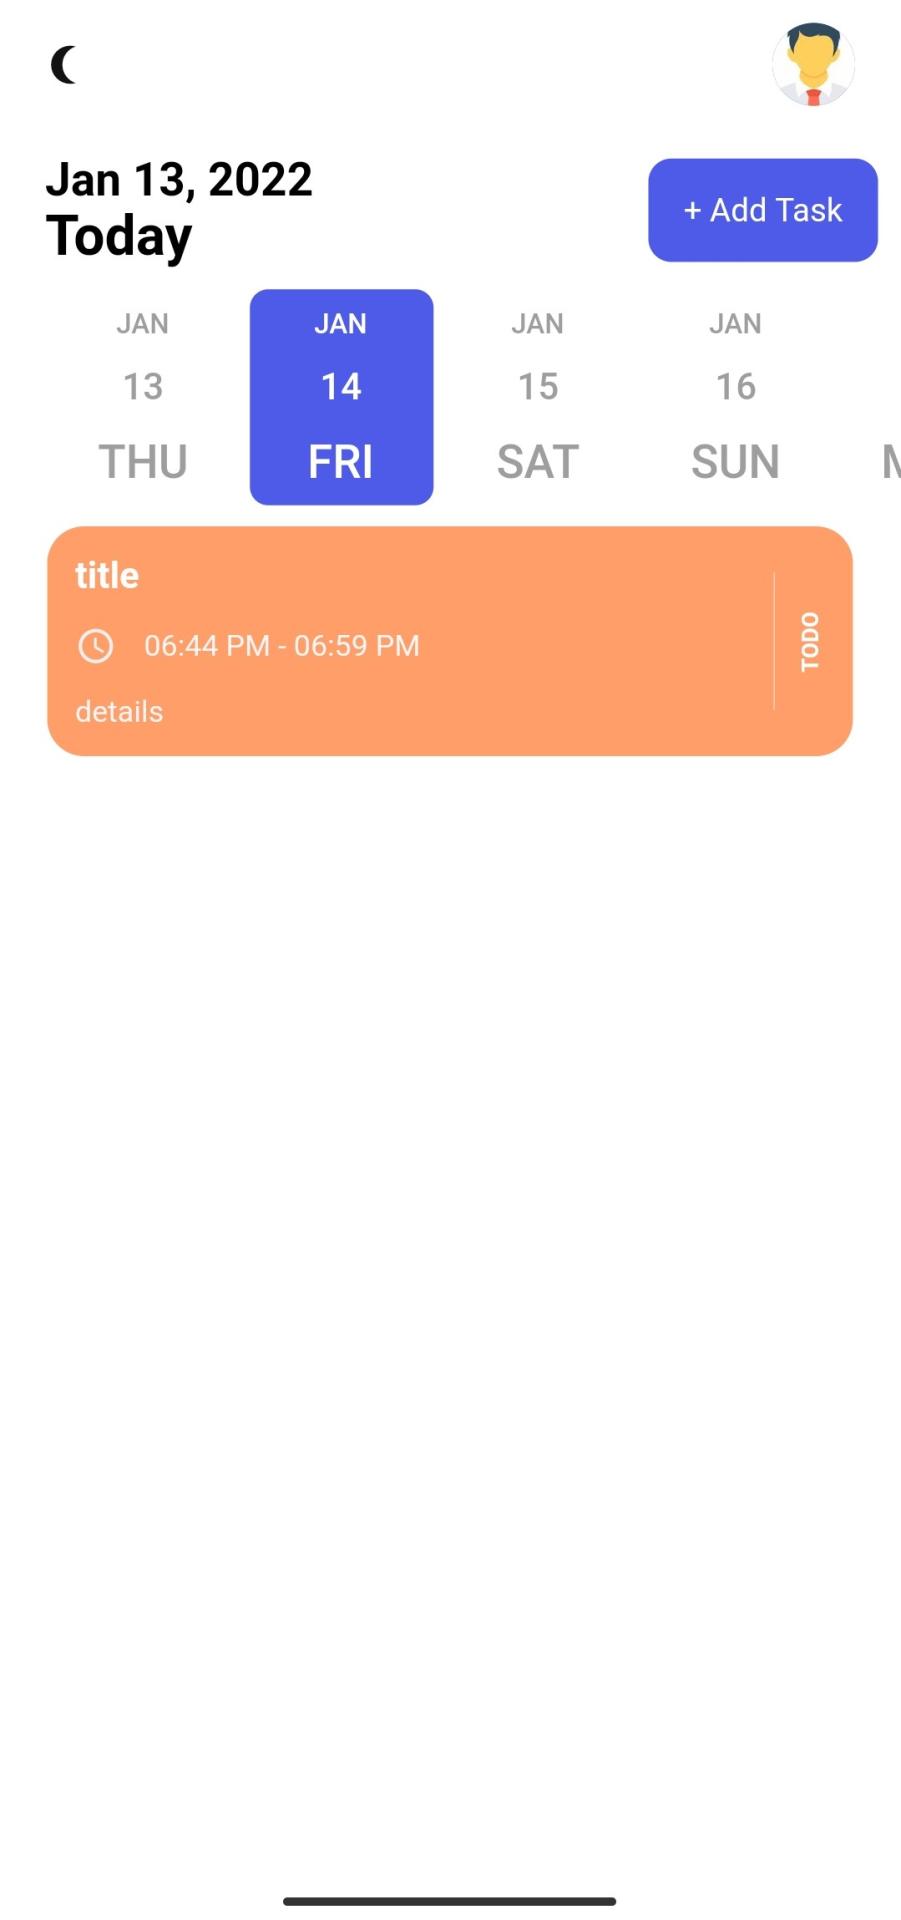 Jan 13, 2022
Today
+ Add Task
JAN JAN JAN JAN
13 14 15 16
THU FRI SAT SUN M
title
06:44 PM - 06:59 PM
details
TODO